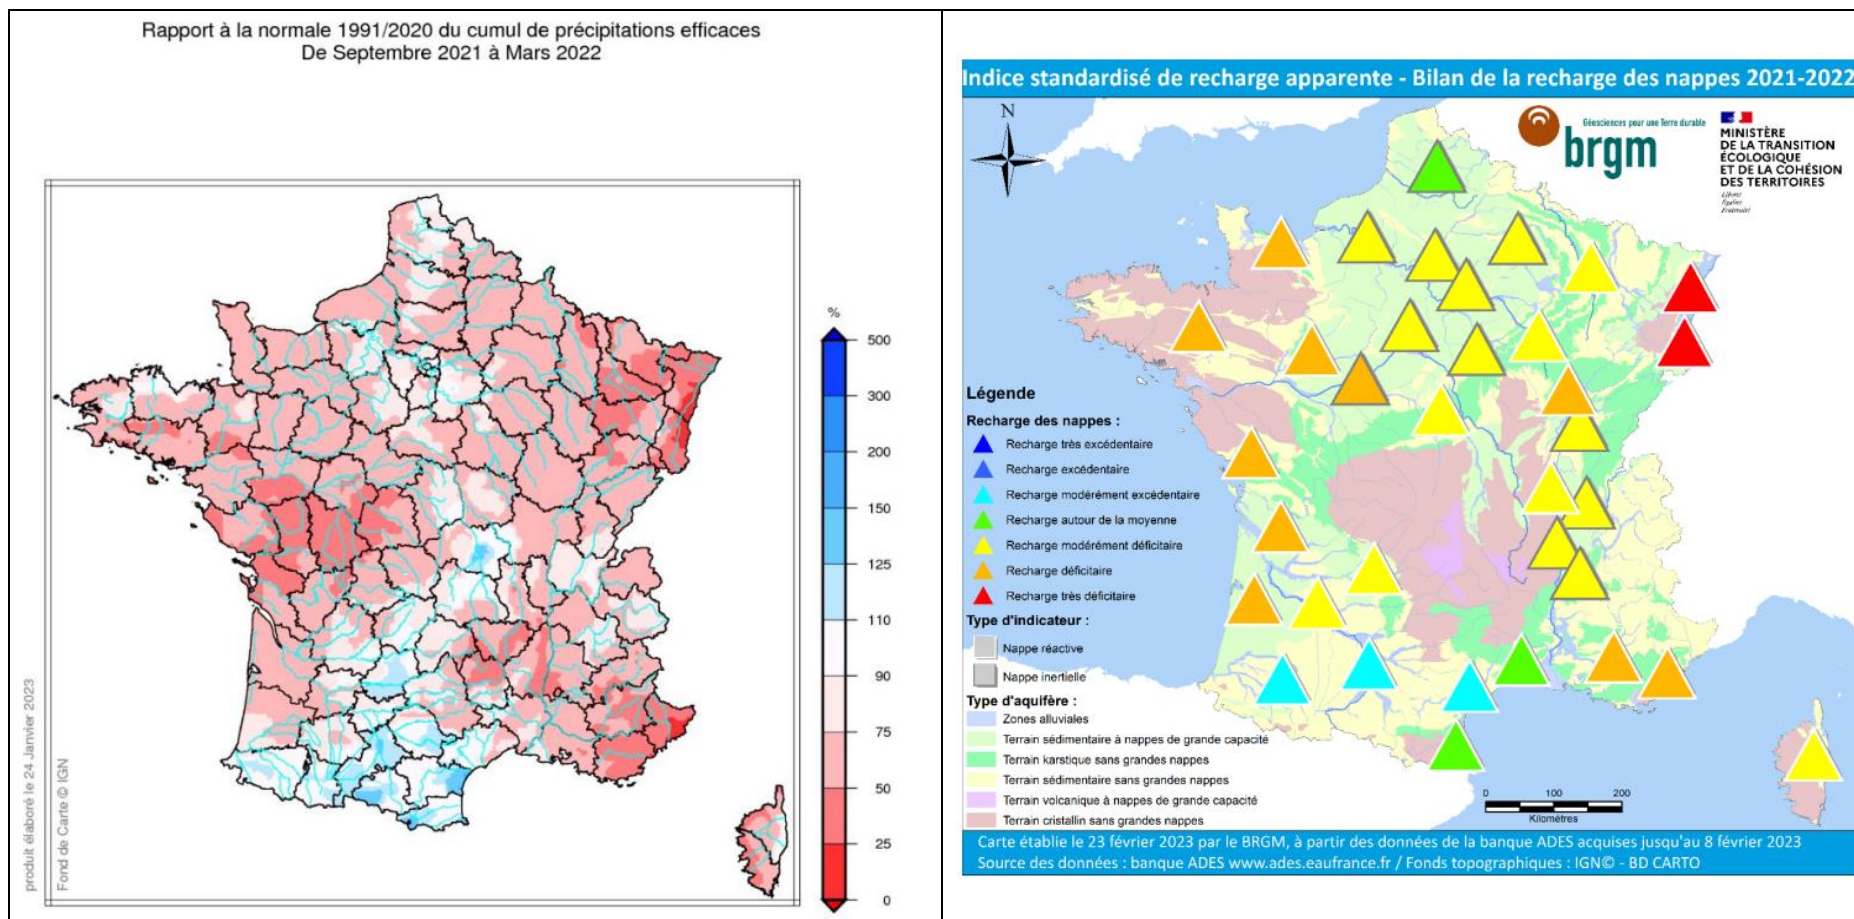 Rapport à la normale 1991/2020 du cumul de précipitations efficaces
De Septembre 2021 à Mars 2022
%
500
300
200
150
125
110
90
75
50
25
0
produit élaboré le 24 Janvier 2023
Fond de Carte © IGN
Indice standardisé de recharge apparente - Bilan de la recharge des nappes 2021-2022
N
Géosciences pour une Terre durable
brgm
MINISTÈRE
DE LA TRANSITION
ÉCOLOGIQUE
ET DE LA COHÉSION
DES TERRITOIRES
Liberté
Égalité
Fraternité
Légende
Recharge des nappes :
Recharge très excédentaire
Recharge excédentaire
Recharge modérément excédentaire
Recharge autour de la moyenne
Recharge modérément déficitaire
Recharge déficitaire
Recharge très déficitaire
Type d'indicateur :
Nappe réactive
Nappe inertielle
Type d'aquifère :
Zones alluviales
Terrain sédimentaire à nappes de grande capacité
Terrain karstique sans grandes nappes
Terrain sédimentaire sans grandes nappes
Terrain volcanique à nappes de grande capacité
Terrain cristallin sans grandes nappes
0 100 200
Kilomètres
Carte établie le 23 février 2023 par le BRGM, à partir des données de la banque ADES acquises jusqu'au 8 février 2023
Source des données : banque ADES www.ades.eaufrance.fr / Fonds topographiques : IGN© - BD CARTO